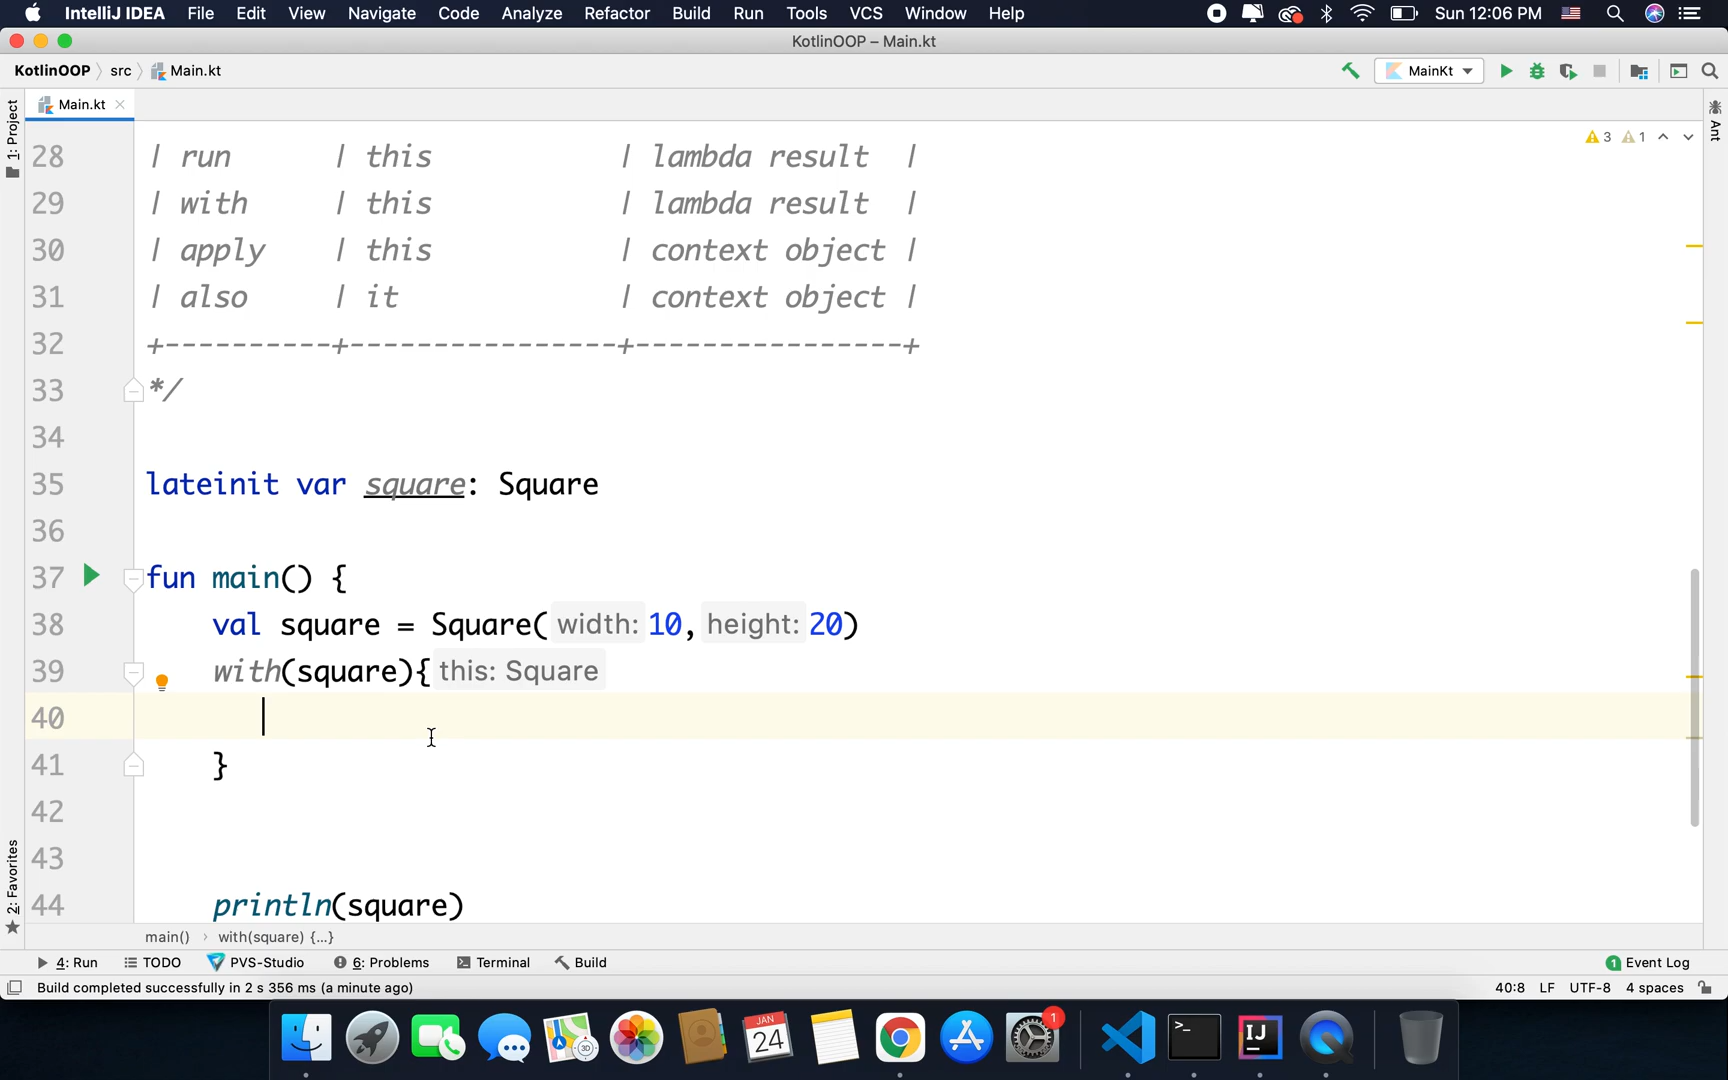 IntelliJ IDEA File Edit View Navigate Code Analyze Refactor Build Run Tools VCS Window Help Sun 12:06 PM
KotlinOOP – Main.kt
KotlinOOP src Main.kt MainKt
1: Project Main.kt Ant
28 | run | this | lambda result | 3 1
29 | with | this | lambda result |
30 | apply | this | context object |
31 | also | it | context object |
32 +----------+----------------+----------------+
33 */
34
35 lateinit var square: Square
36
37 fun main() {
38 val square = Square( width: 10, height: 20)
39 with(square){ this: Square
40
41 }
42
43
2: Favorites
44 println(square)
main() › with(square) {...}
4: Run TODO PVS-Studio 6: Problems Terminal Build 1 Event Log
Build completed successfully in 2 s 356 ms (a minute ago) 40:8 LF UTF-8 4 spaces
JAN
24
1
IJ